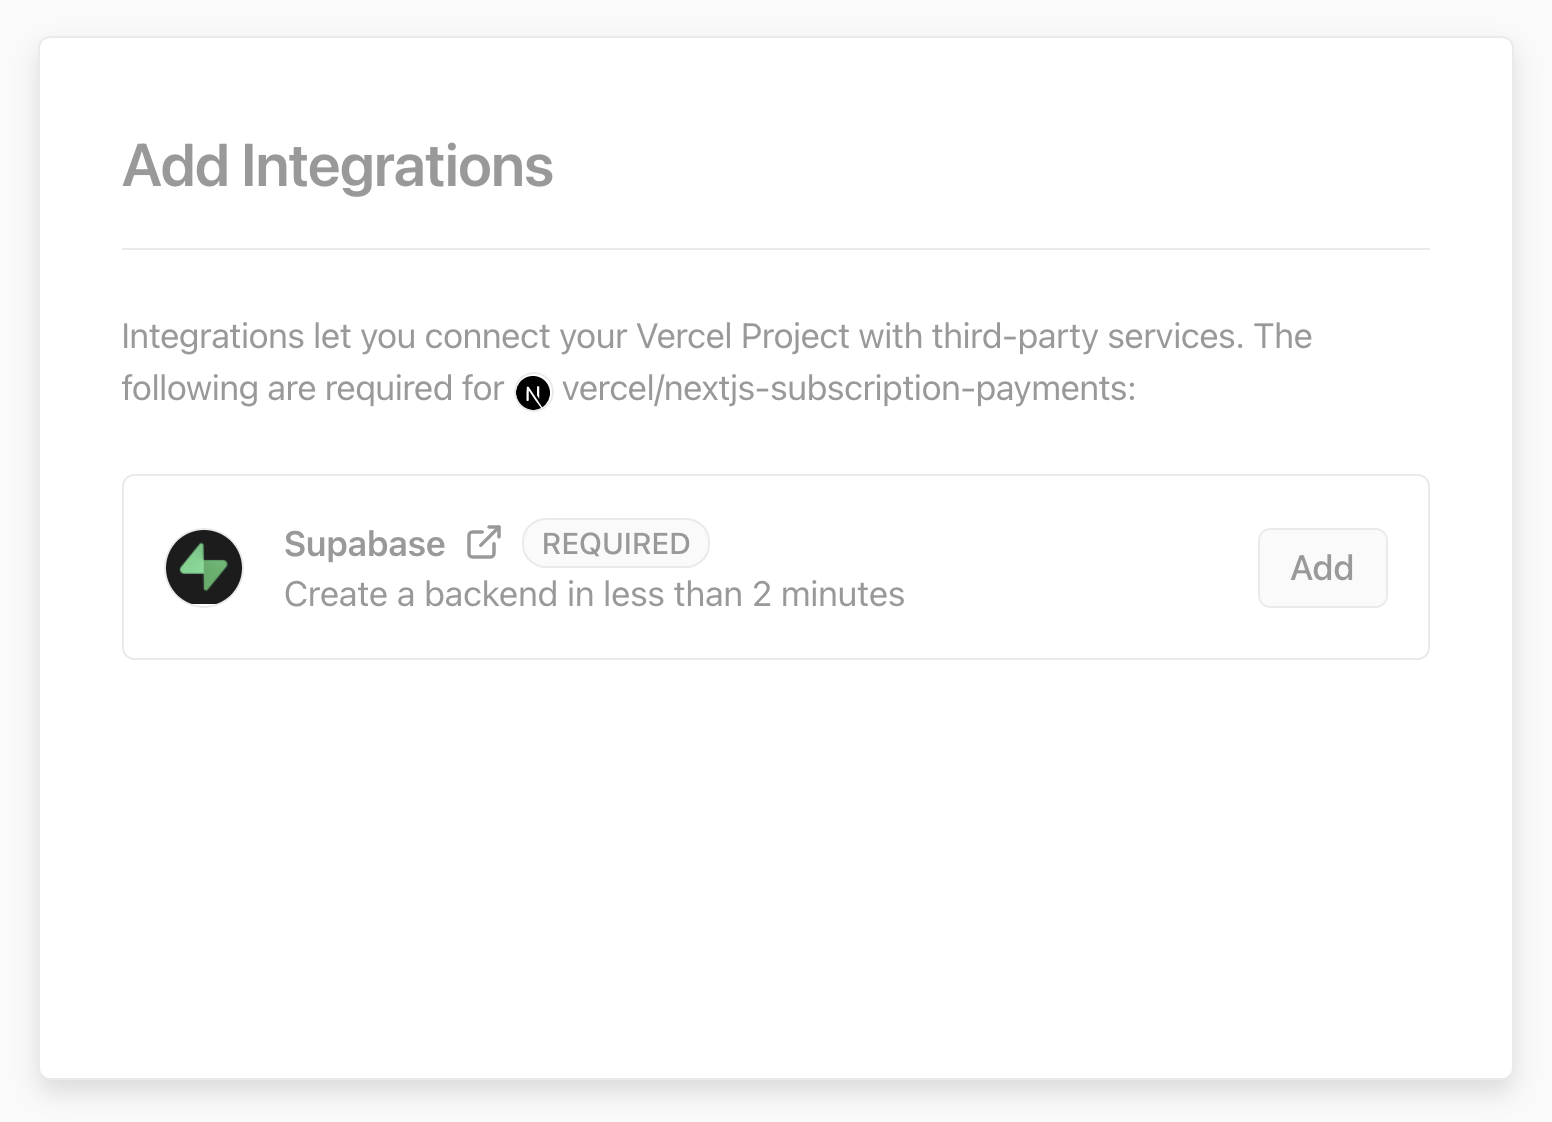 Add Integrations
Integrations let you connect your Vercel Project with third-party services. The
following are required for N vercel/nextjs-subscription-payments:
Supabase REQUIRED
Create a backend in less than 2 minutes
Add